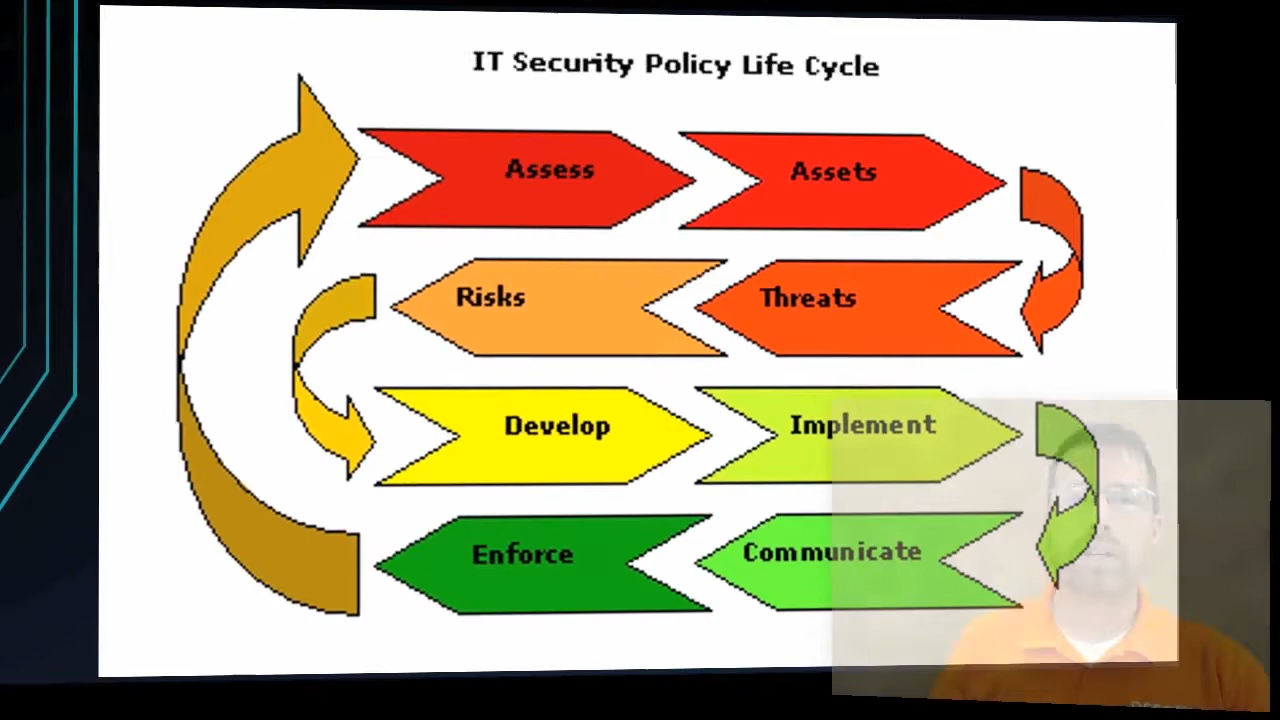 IT Security Policy Life Cycle
Assess
Assets
Risks
Threats
Develop
Implement
Enforce
Communicate